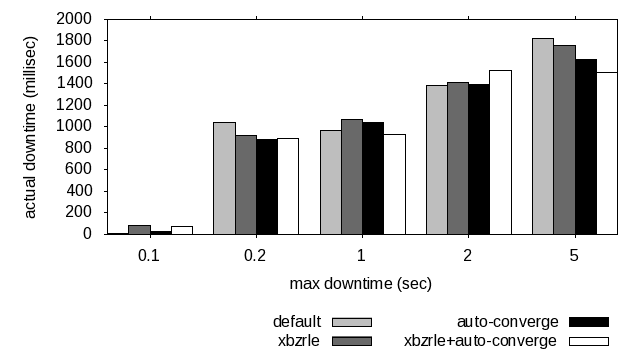 actual downtime (millisec)
2000
1800
1600
1400
1200
1000
800
600
400
200
0
0.1 0.2 1 2 5
max downtime (sec)
default auto-converge
xbzrle xbzrle+auto-converge